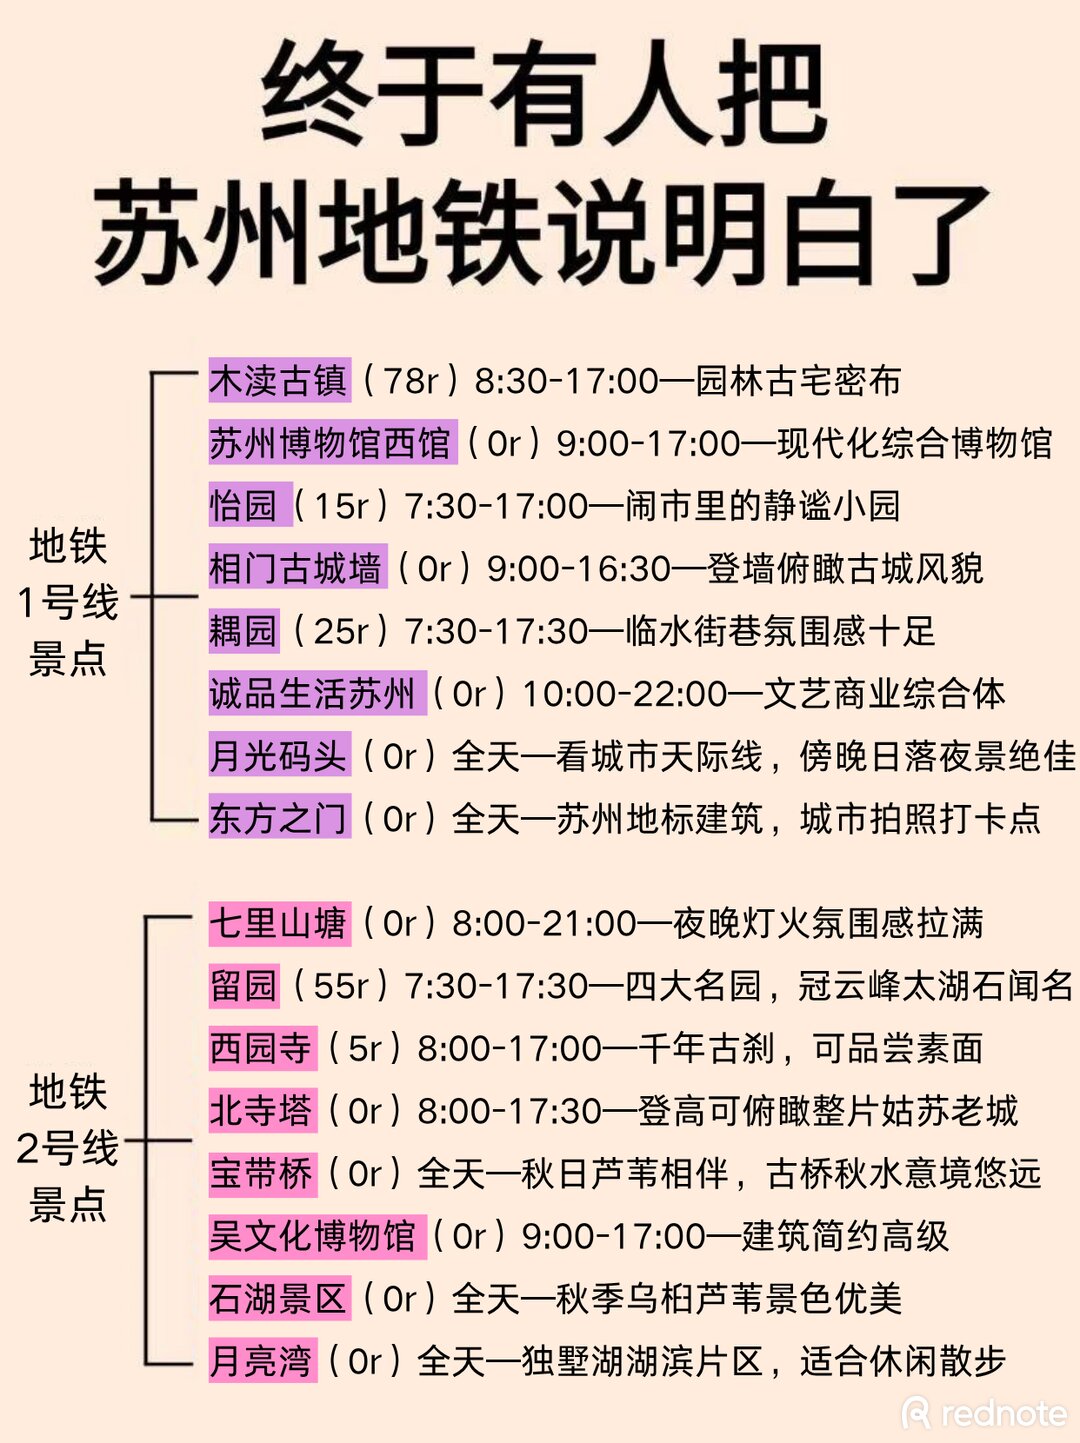 终于有人把
苏州地铁说明白了
地铁
1号线
景点
木渎古镇（78r）8:30-17:00—园林古宅密布
苏州博物馆西馆（0r）9:00-17:00—现代化综合博物馆
怡园（15r）7:30-17:00—闹市里的静谧小园
相门古城墙（0r）9:00-16:30—登墙俯瞰古城风貌
耦园（25r）7:30-17:30—临水街巷氛围感十足
诚品生活苏州（0r）10:00-22:00—文艺商业综合体
月光码头（0r）全天—看城市天际线，傍晚日落夜景绝佳
东方之门（0r）全天—苏州地标建筑，城市拍照打卡点
地铁
2号线
景点
七里山塘（0r）8:00-21:00—夜晚灯火氛围感拉满
留园（55r）7:30-17:30—四大名园，冠云峰太湖石闻名
西园寺（5r）8:00-17:00—千年古刹，可品尝素面
北寺塔（0r）8:00-17:30—登高可俯瞰整片姑苏老城
宝带桥（0r）全天—秋日芦苇相伴，古桥秋水意境悠远
吴文化博物馆（0r）9:00-17:00—建筑简约高级
石湖景区（0r）全天—秋季乌桕芦苇景色优美
月亮湾（0r）全天—独墅湖湖滨片区，适合休闲散步
rednote